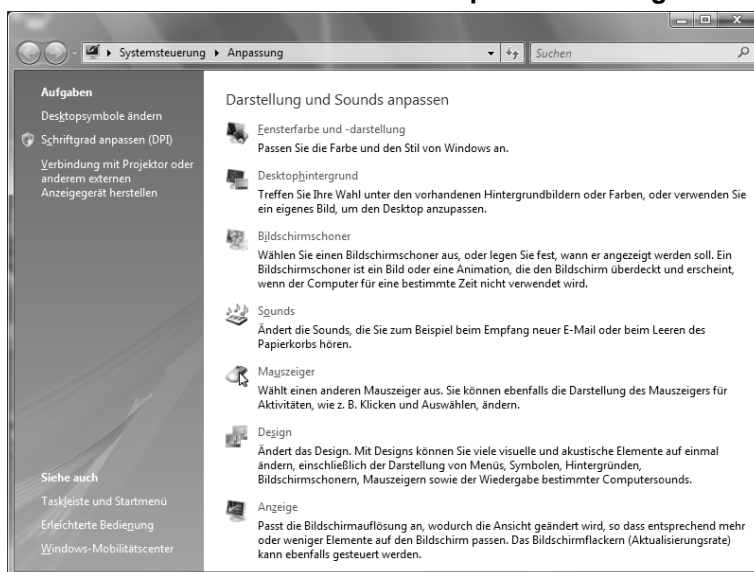 Systemsteuerung ▸ Anpassung
Suchen
Aufgaben
Desktopsymbole ändern
Schriftgrad anpassen (DPI)
Verbindung mit Projektor oder
anderem externen
Anzeigegerät herstellen
Siehe auch
Taskleiste und Startmenü
Erleichterte Bedienung
Windows-Mobilitätscenter
Darstellung und Sounds anpassen
Fensterfarbe und -darstellung
Passen Sie die Farbe und den Stil von Windows an.
Desktophintergrund
Treffen Sie Ihre Wahl unter den vorhandenen Hintergrundbildern oder Farben, oder verwenden Sie
ein eigenes Bild, um den Desktop anzupassen.
Bildschirmschoner
Wählen Sie einen Bildschirmschoner aus, oder legen Sie fest, wann er angezeigt werden soll. Ein
Bildschirmschoner ist ein Bild oder eine Animation, die den Bildschirm überdeckt und erscheint,
wenn der Computer für eine bestimmte Zeit nicht verwendet wird.
Sounds
Ändert die Sounds, die Sie zum Beispiel beim Empfang neuer E-Mail oder beim Leeren des
Papierkorbs hören.
Mauszeiger
Wählt einen anderen Mauszeiger aus. Sie können ebenfalls die Darstellung des Mauszeigers für
Aktivitäten, wie z. B. Klicken und Auswählen, ändern.
Design
Ändert das Design. Mit Designs können Sie viele visuelle und akustische Elemente auf einmal
ändern, einschließlich der Darstellung von Menüs, Symbolen, Hintergründen,
Bildschirmschonern, Mauszeigern sowie der Wiedergabe bestimmter Computersounds.
Anzeige
Passt die Bildschirmauflösung an, wodurch die Ansicht geändert wird, so dass entsprechend mehr
oder weniger Elemente auf den Bildschirm passen. Das Bildschirmflackern (Aktualisierungsrate)
kann ebenfalls gesteuert werden.